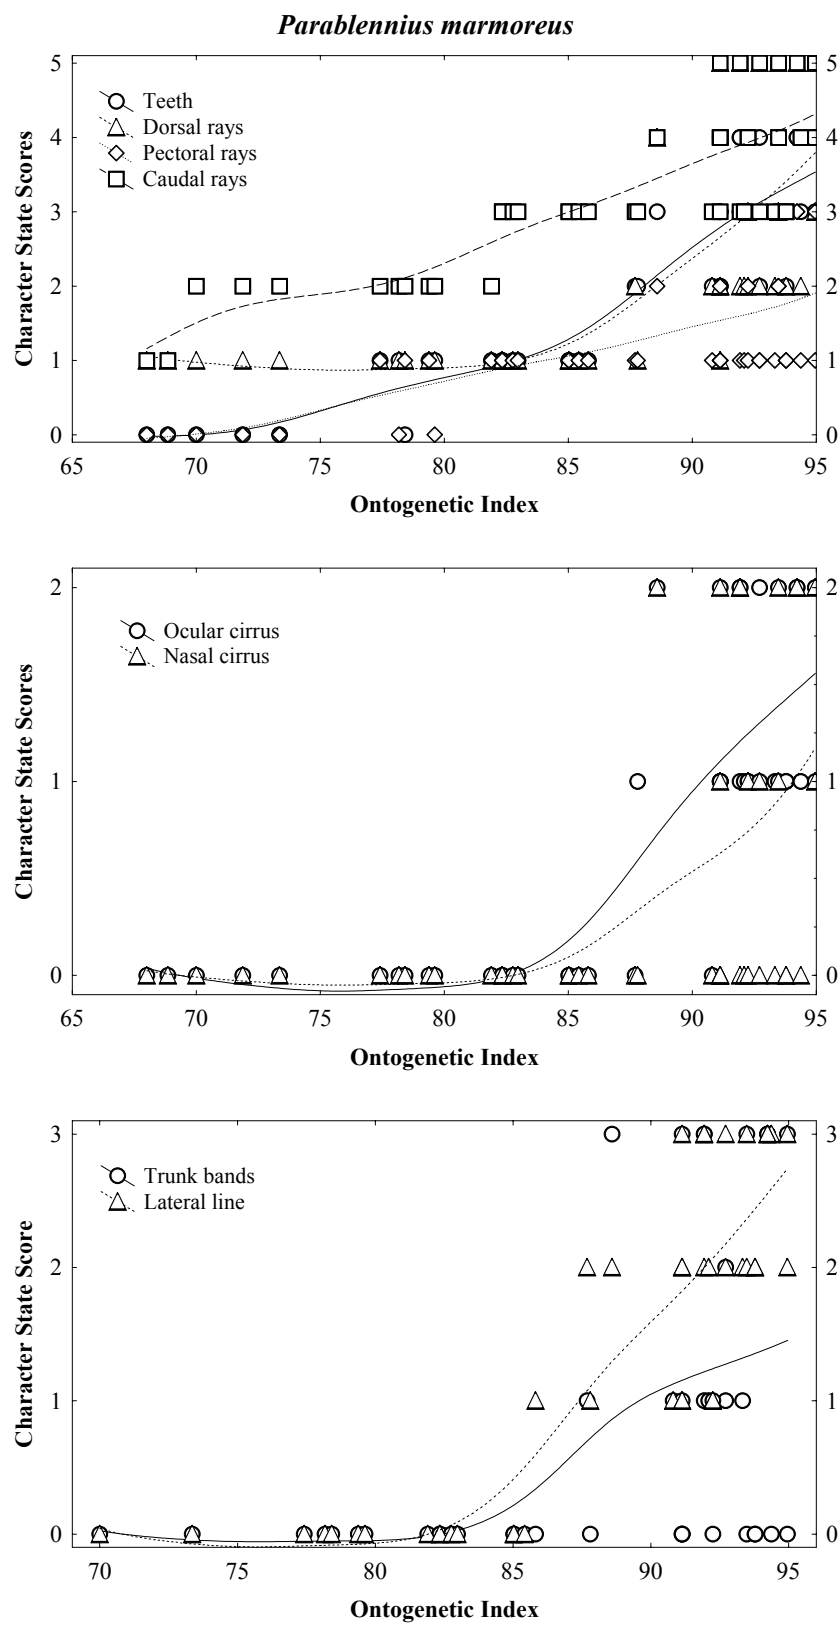 Parablennius marmoreus
5 5
Teeth
Dorsal rays
Pectoral rays
Caudal rays
4 4
3 3
2 2
1 1
0 0
Character State Scores
65 70 75 80 85 90 95
Ontogenetic Index
2 2
Ocular cirrus
Nasal cirrus
1 1
0 0
Character State Scores
65 70 75 80 85 90 95
Ontogenetic Index
3 3
Trunk bands
Lateral line
2 2
1 1
0 0
Character State Score
70 75 80 85 90 95
Ontogenetic Index